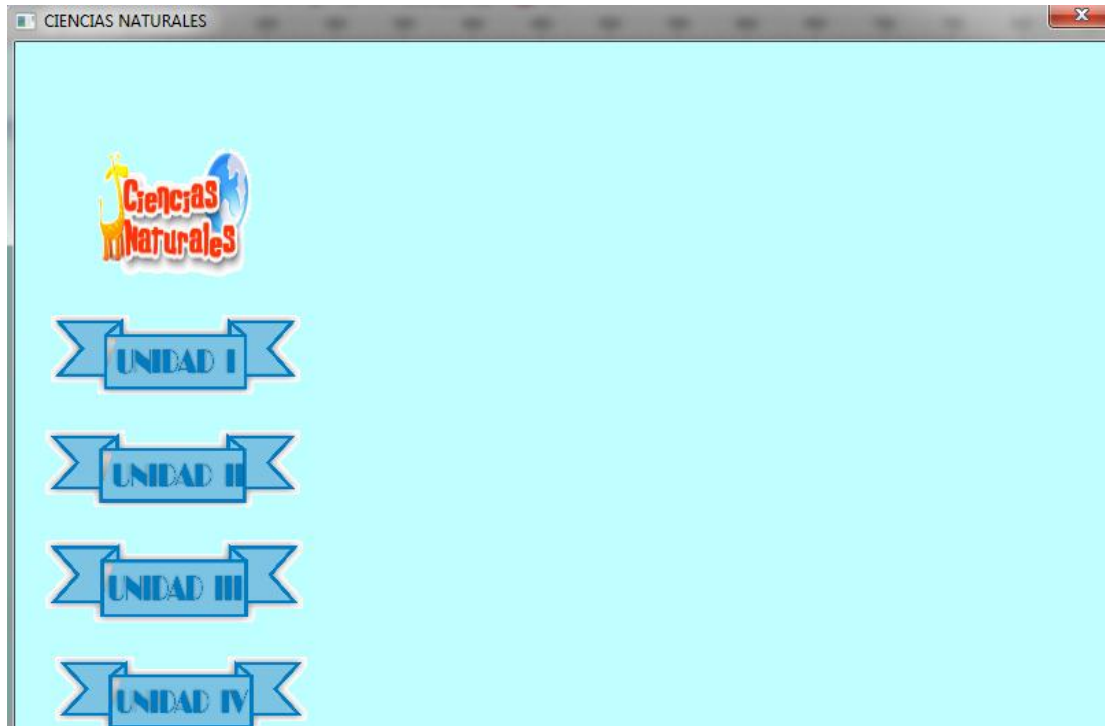 CIENCIAS NATURALES
Ciencias
Naturales
UNIDAD I
UNIDAD II
UNIDAD III
UNIDAD IV